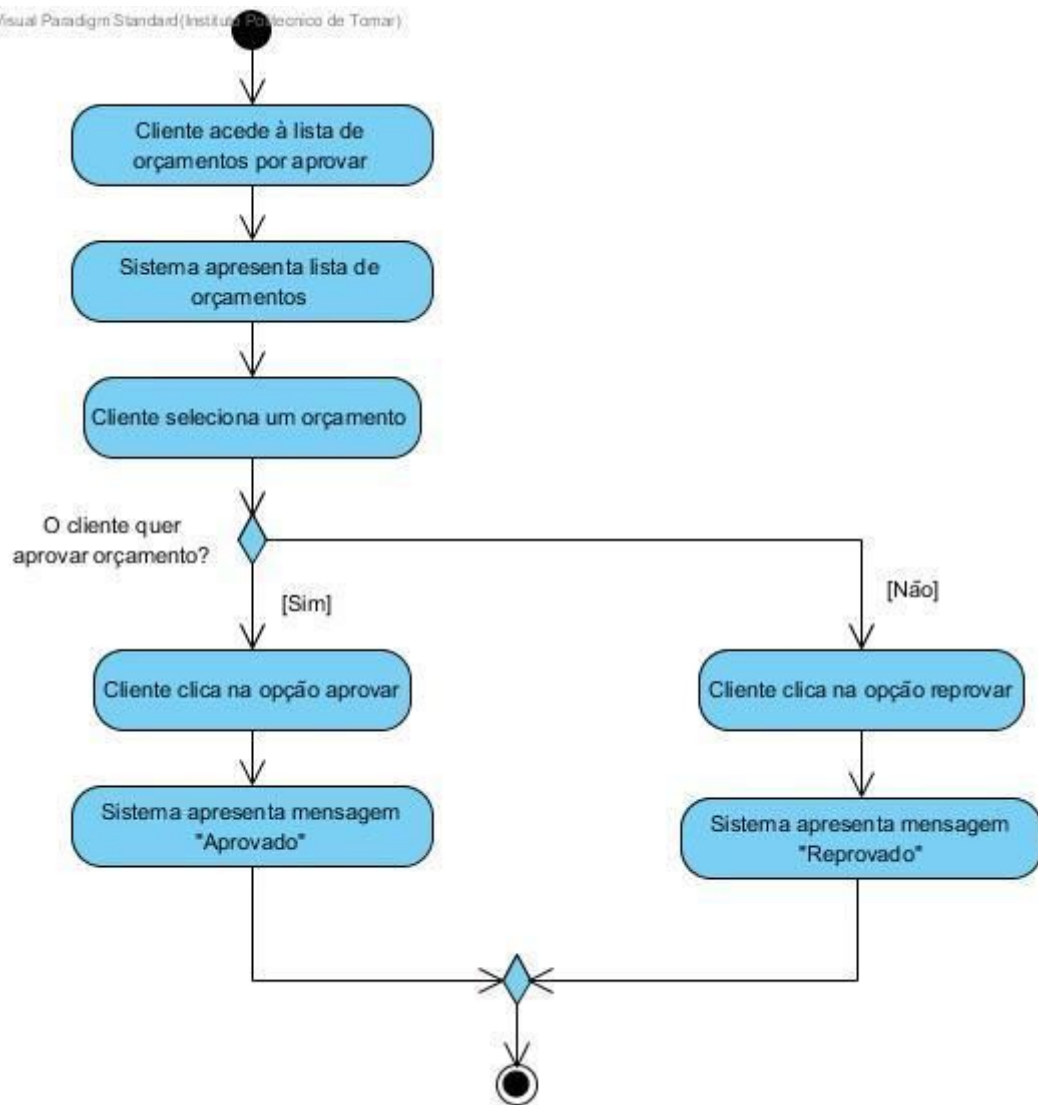 Visual Paradigm Standard(Instituto Politecnico de Tomar)
Cliente acede à lista de
orçamentos por aprovar
Sistema apresenta lista de
orçamentos
Cliente seleciona um orçamento
O cliente quer
aprovar orçamento?
[Sim]
[Não]
Cliente clica na opção aprovar
Cliente clica na opção reprovar
Sistema apresenta mensagem
"Aprovado"
Sistema apresenta mensagem
"Reprovado"